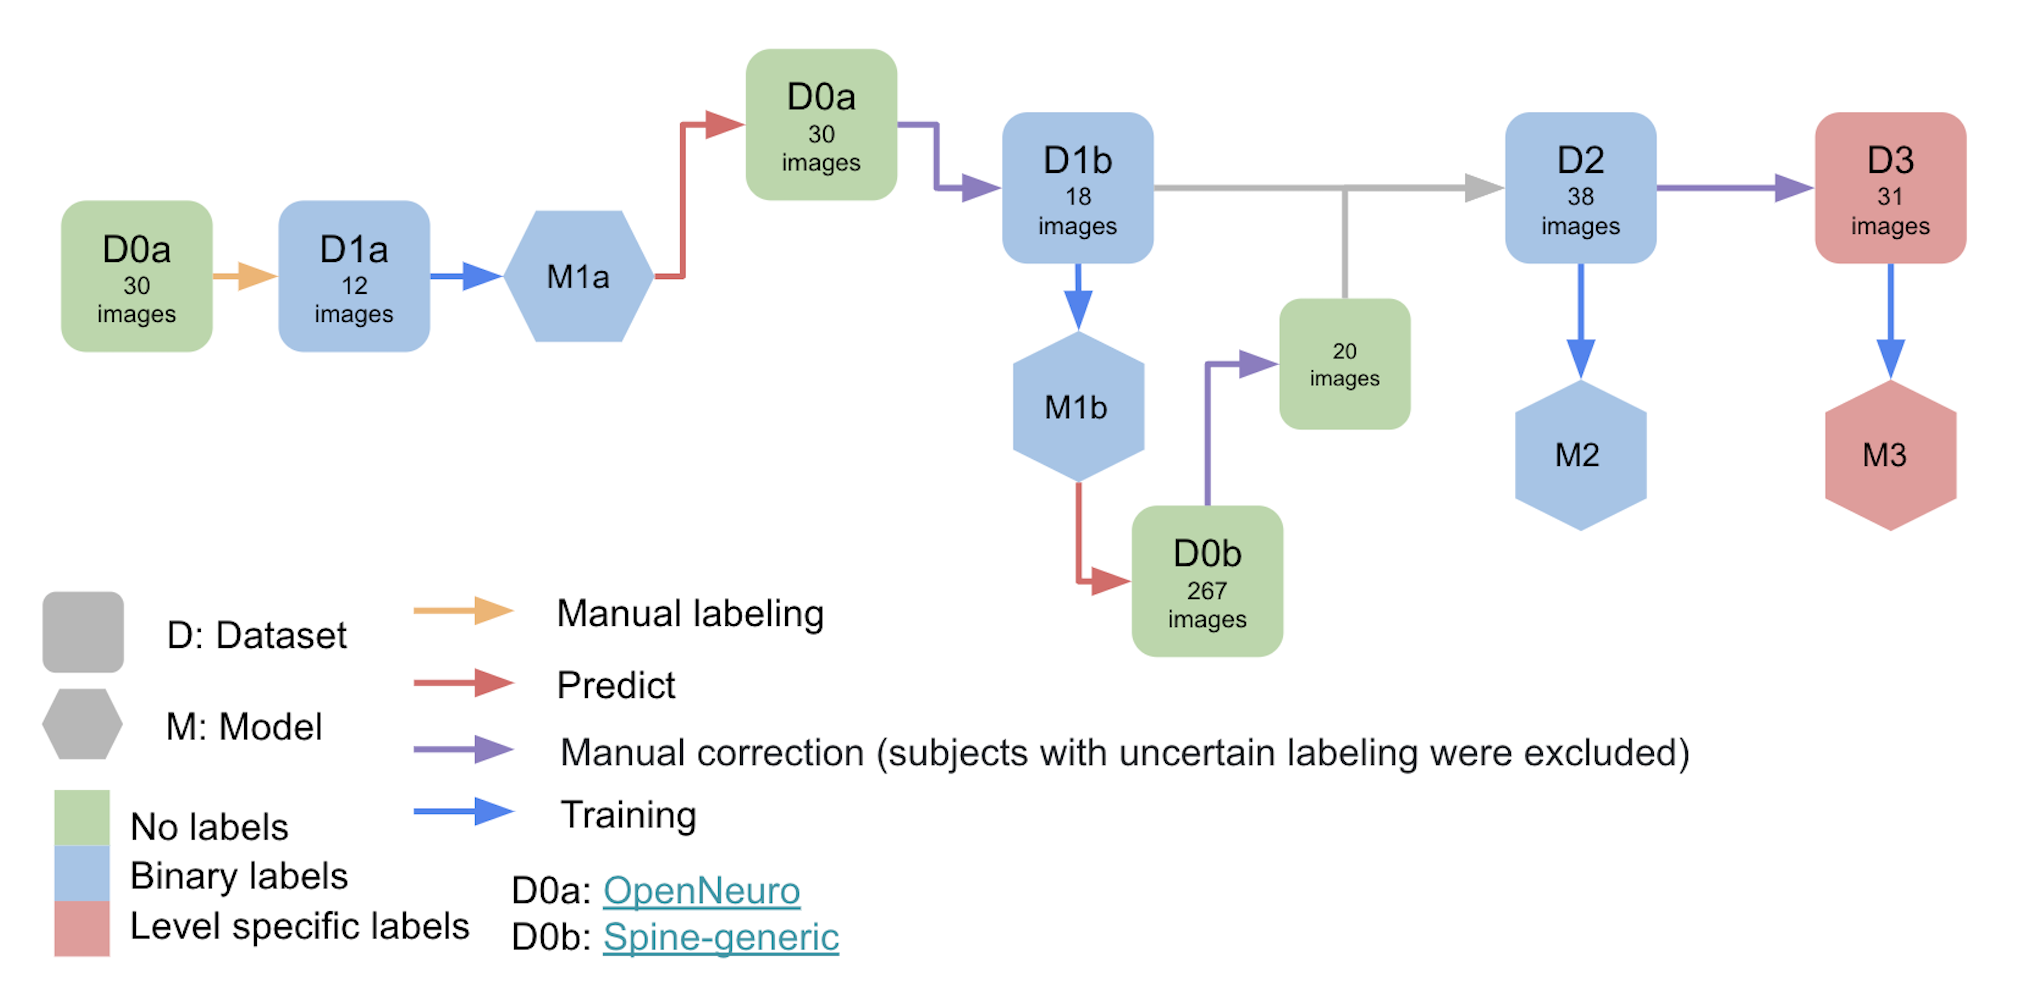 D0a
30
images
D1a
12
images
M1a
D0a
30
images
D1b
18
images
M1b
D0b
267
images
20
images
D2
38
images
M2
D3
31
images
M3
D: Dataset
M: Model
No labels
Binary labels
Level specific labels
Manual labeling
Predict
Manual correction (subjects with uncertain labeling were excluded)
Training
D0a: OpenNeuro
D0b: Spine-generic